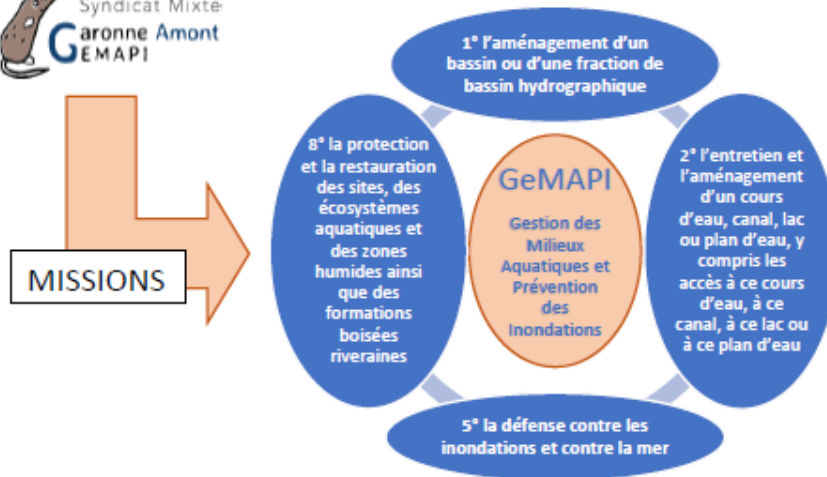 Syndicat Mixte
Garonne Amont
GEMAPI
MISSIONS
1° l'aménagement d'un
bassin ou d'une fraction de
bassin hydrographique
8° la protection
et la restauration
des sites, des
écosystèmes
aquatiques et
des zones
humides ainsi
que des
formations
boisées
riveraines
GeMAPI
Gestion des
Milieux
Aquatiques et
Prévention
des
Inondations
2° l'entretien et
l'aménagement
d'un cours
d'eau, canal, lac
ou plan d'eau, y
compris les
accès à ce cours
d'eau, à ce
canal, à ce lac ou
à ce plan d'eau
5° la défense contre les
inondations et contre la mer